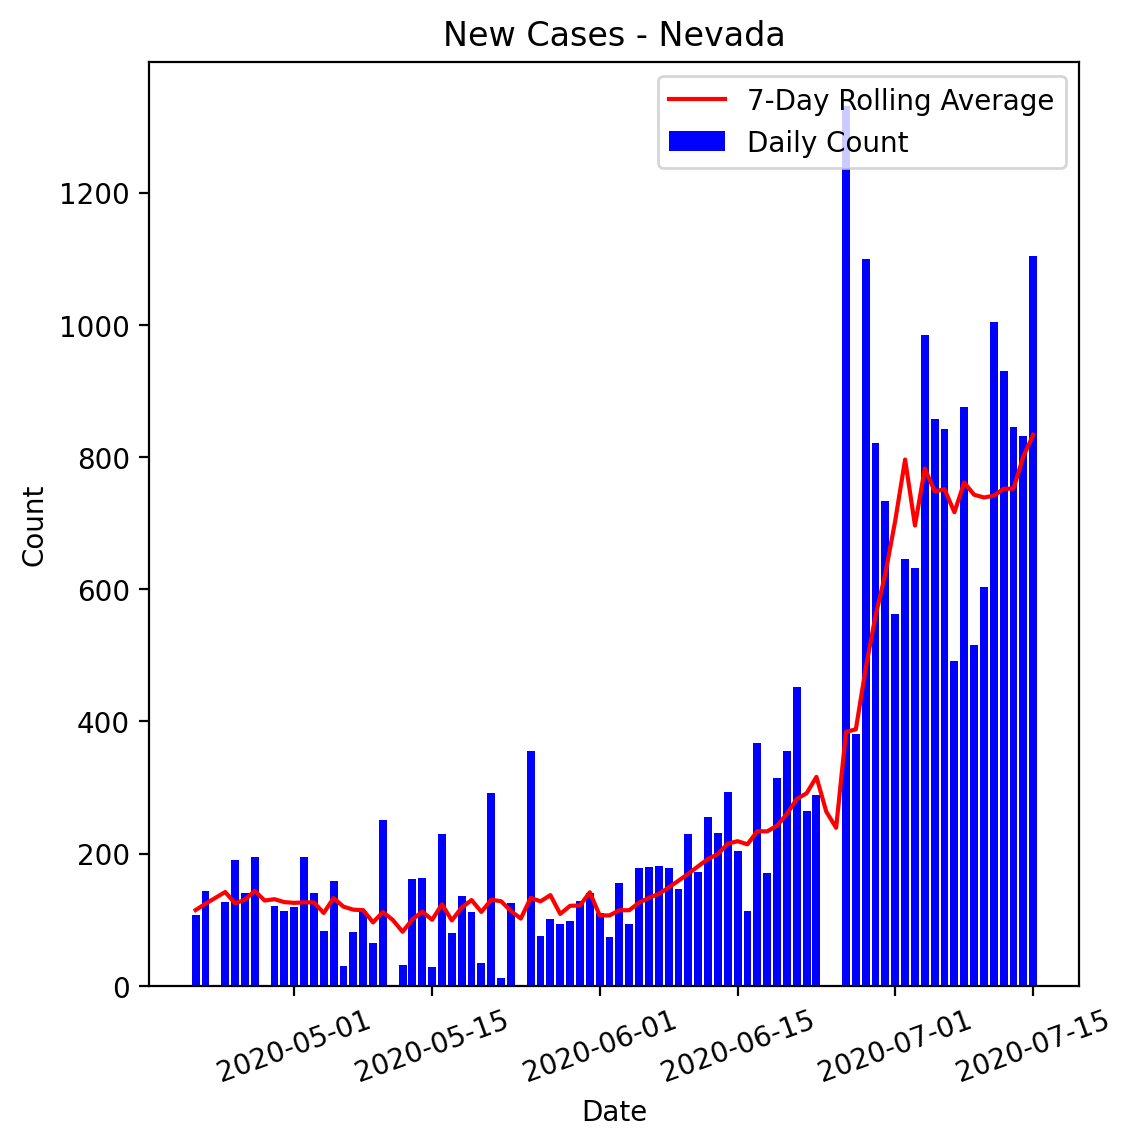 New Cases - Nevada
7-Day Rolling Average
Daily Count
1200
1000
800
600
400
200
0
Count
2020-05-01
2020-05-15
2020-06-01
2020-06-15
2020-07-01
2020-07-15
Date